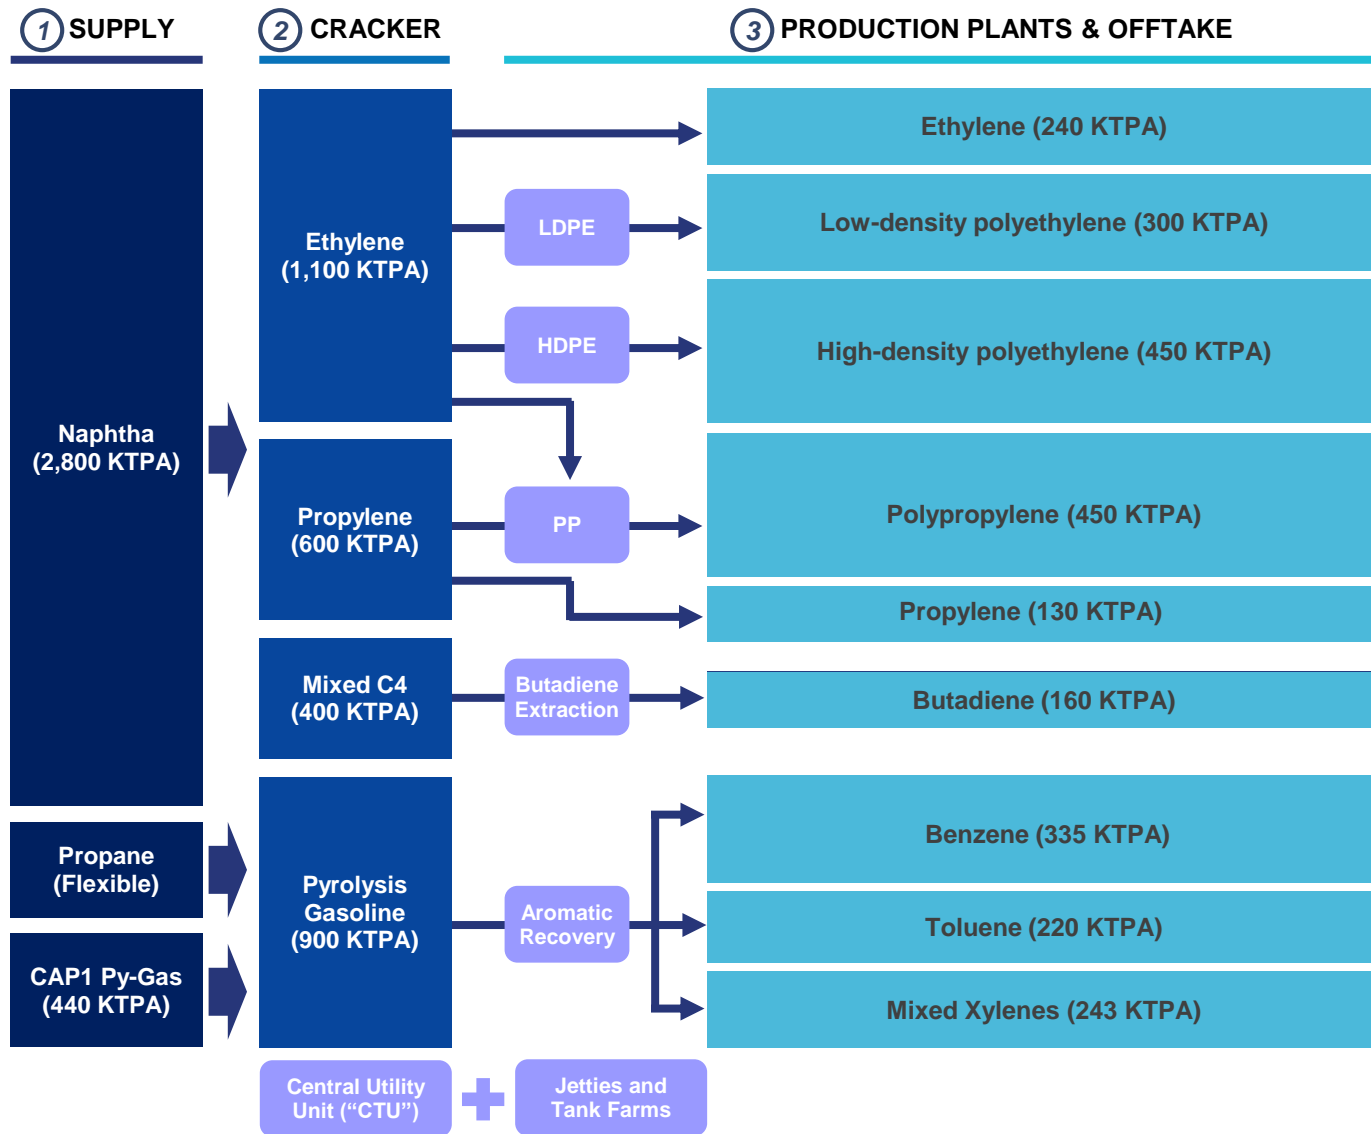 1 SUPPLY
2 CRACKER
3 PRODUCTION PLANTS & OFFTAKE
Naphtha
(2,800 KTPA)
Propane
(Flexible)
CAP1 Py-Gas
(440 KTPA)
Ethylene
(1,100 KTPA)
Propylene
(600 KTPA)
Mixed C4
(400 KTPA)
Pyrolysis
Gasoline
(900 KTPA)
LDPE
HDPE
PP
Butadiene
Extraction
Aromatic
Recovery
Ethylene (240 KTPA)
Low-density polyethylene (300 KTPA)
High-density polyethylene (450 KTPA)
Polypropylene (450 KTPA)
Propylene (130 KTPA)
Butadiene (160 KTPA)
Benzene (335 KTPA)
Toluene (220 KTPA)
Mixed Xylenes (243 KTPA)
Central Utility
Unit (“CTU”)
Jetties and
Tank Farms